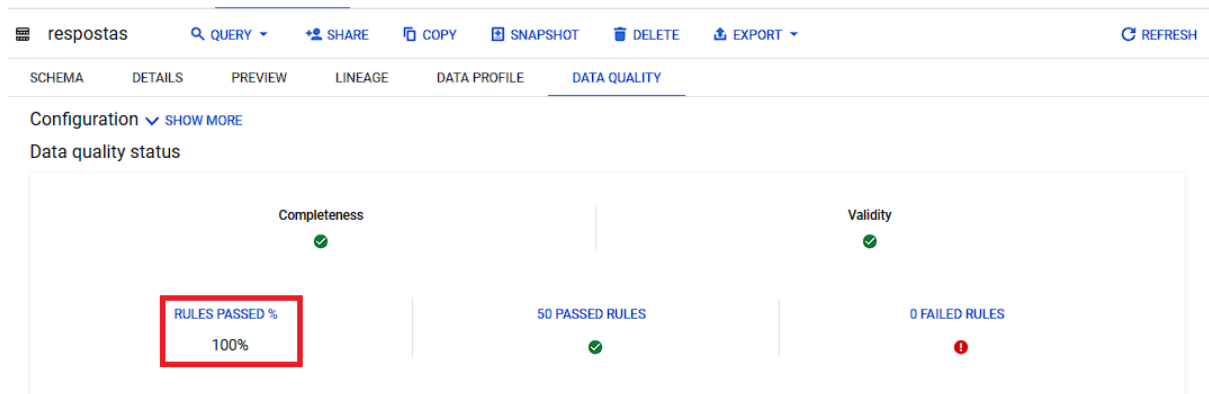 respostas QUERY SHARE COPY SNAPSHOT DELETE EXPORT REFRESH
SCHEMA DETAILS PREVIEW LINEAGE DATA PROFILE DATA QUALITY
Configuration SHOW MORE
Data quality status
Completeness Validity
RULES PASSED % 50 PASSED RULES 0 FAILED RULES
100%